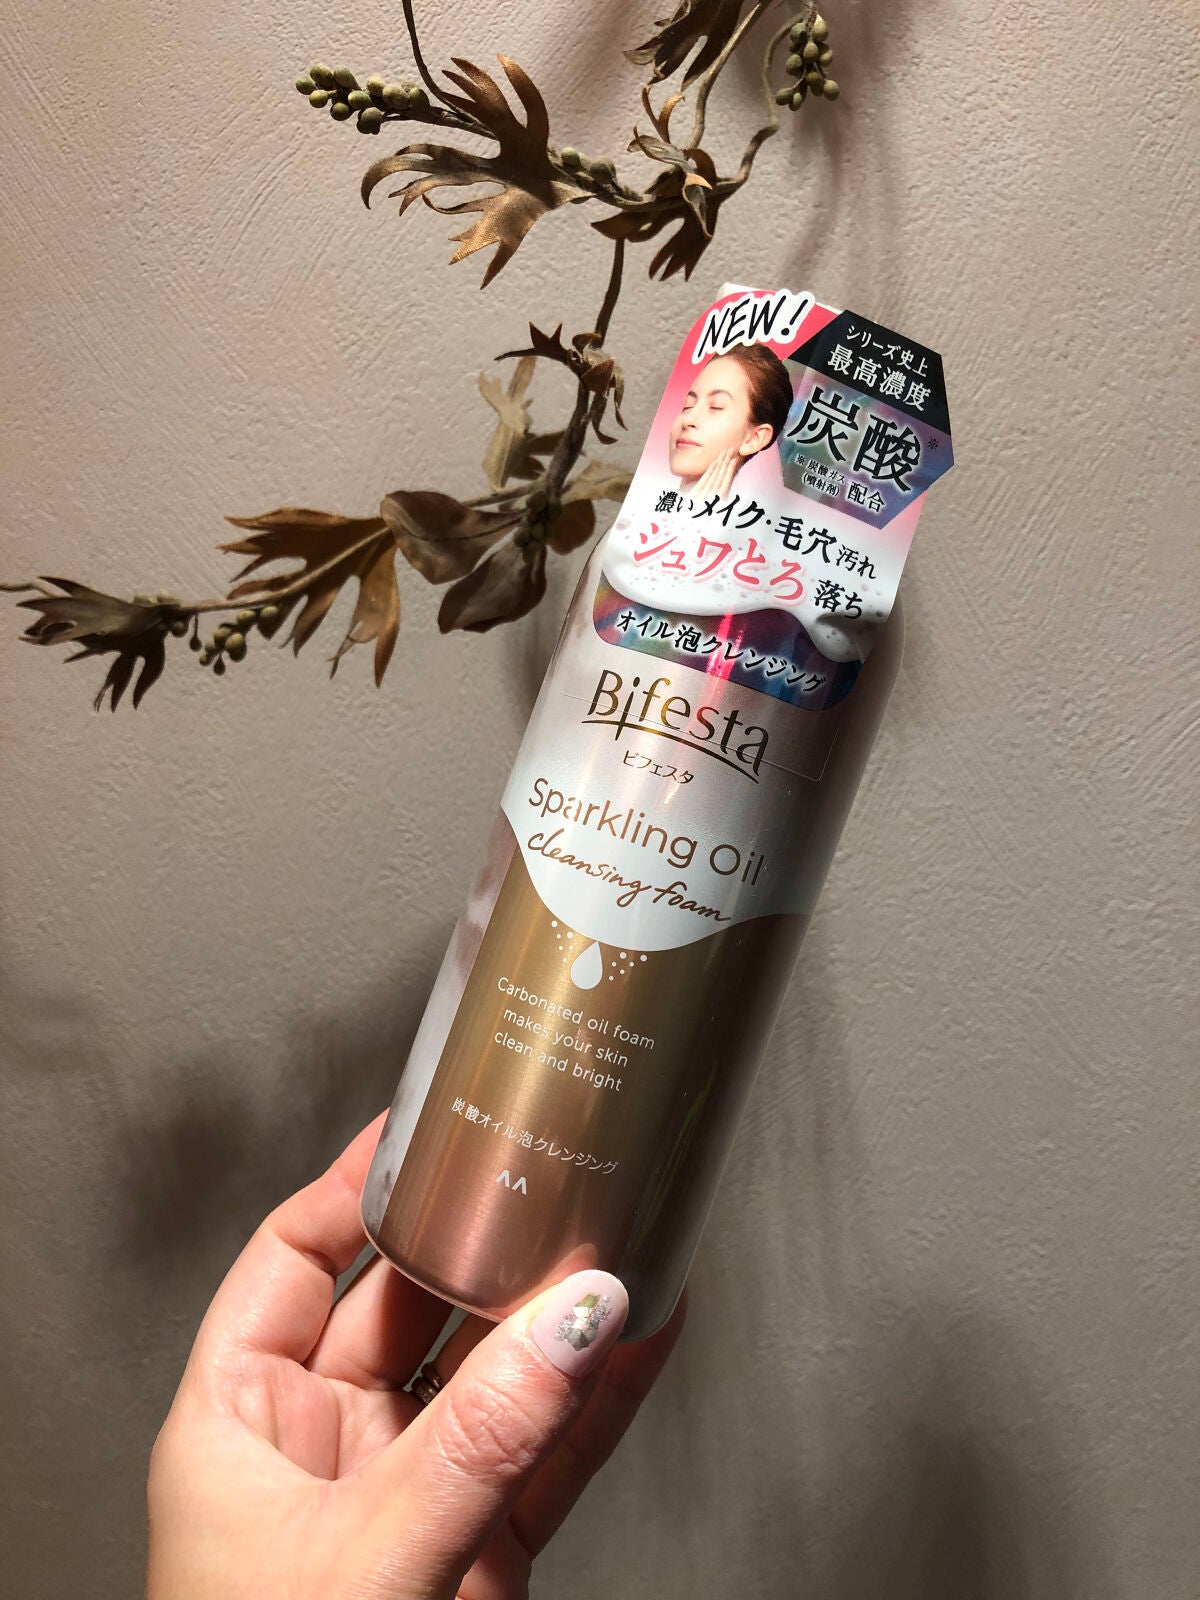 NEW!
シリーズ史上
最高濃度
炭酸※
※炭酸ガス
(噴射剤)
配合
濃いメイク・毛穴汚れ
シュワとろ落ち
オイル泡クレンジング
Bifesta
ビフェスタ
Sparkling Oil
cleansing foam
Carbonated oil foam
makes your skin
clean and bright
炭酸オイル泡クレンジング